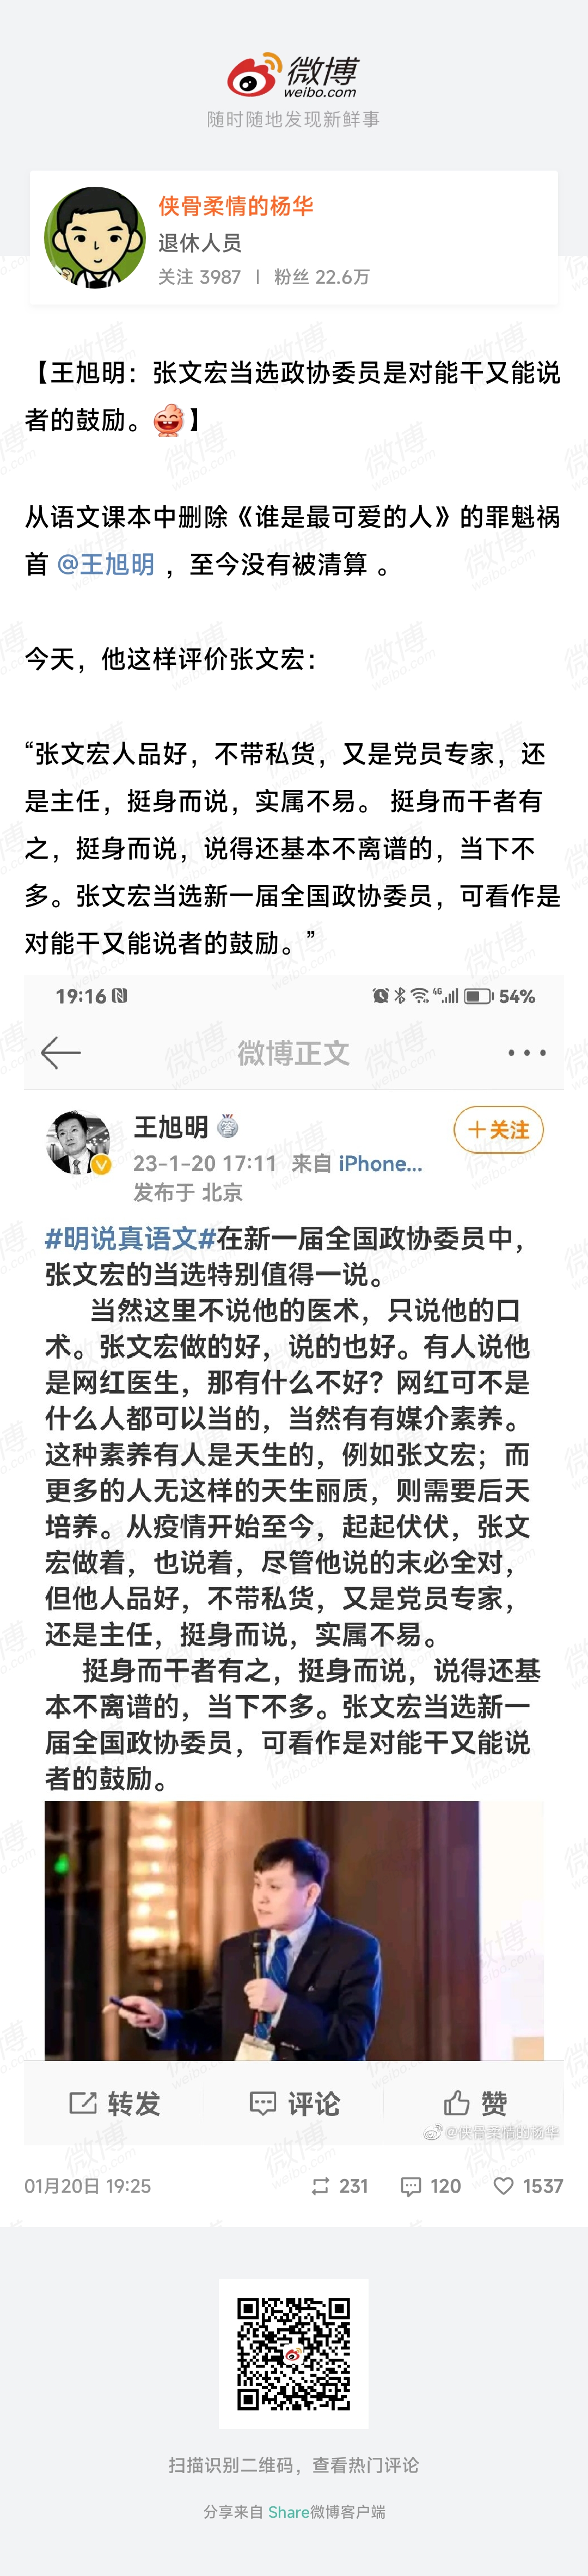 微博
weibo.com
随时随地发现新鲜事
侠骨柔情的杨华
退休人员
关注 3987 | 粉丝 22.6万
【王旭明：张文宏当选政协委员是对能干又能说
者的鼓励。】
从语文课本中删除《谁是最可爱的人》的罪魁祸
首 @王旭明 ，至今没有被清算 。
今天，他这样评价张文宏：
“张文宏人品好，不带私货，又是党员专家，还
是主任，挺身而说，实属不易。 挺身而干者有
之，挺身而说，说得还基本不离谱的，当下不
多。张文宏当选新一届全国政协委员，可看作是
对能干又能说者的鼓励。”
19:16 4G 54%
微博正文
王旭明
+关注
23-1-20 17:11 来自 iPhone...
发布于 北京
#明说真语文#在新一届全国政协委员中，
张文宏的当选特别值得一说。
当然这里不说他的医术，只说他的口
术。张文宏做的好，说的也好。有人说他
是网红医生，那有什么不好？网红可不是
什么人都可以当的，当然有有媒介素养。
这种素养有人是天生的，例如张文宏；而
更多的人无这样的天生丽质，则需要后天
培养。从疫情开始至今，起起伏伏，张文
宏做着，也说着，尽管他说的末必全对，
但他人品好，不带私货，又是党员专家，
还是主任，挺身而说，实属不易。
挺身而干者有之，挺身而说，说得还基
本不离谱的，当下不多。张文宏当选新一
届全国政协委员，可看作是对能干又能说
者的鼓励。
转发 评论 赞
@侠骨柔情的杨华
01月20日 19:25 231 120 1537
扫描识别二维码，查看热门评论
分享来自 Share微博客户端